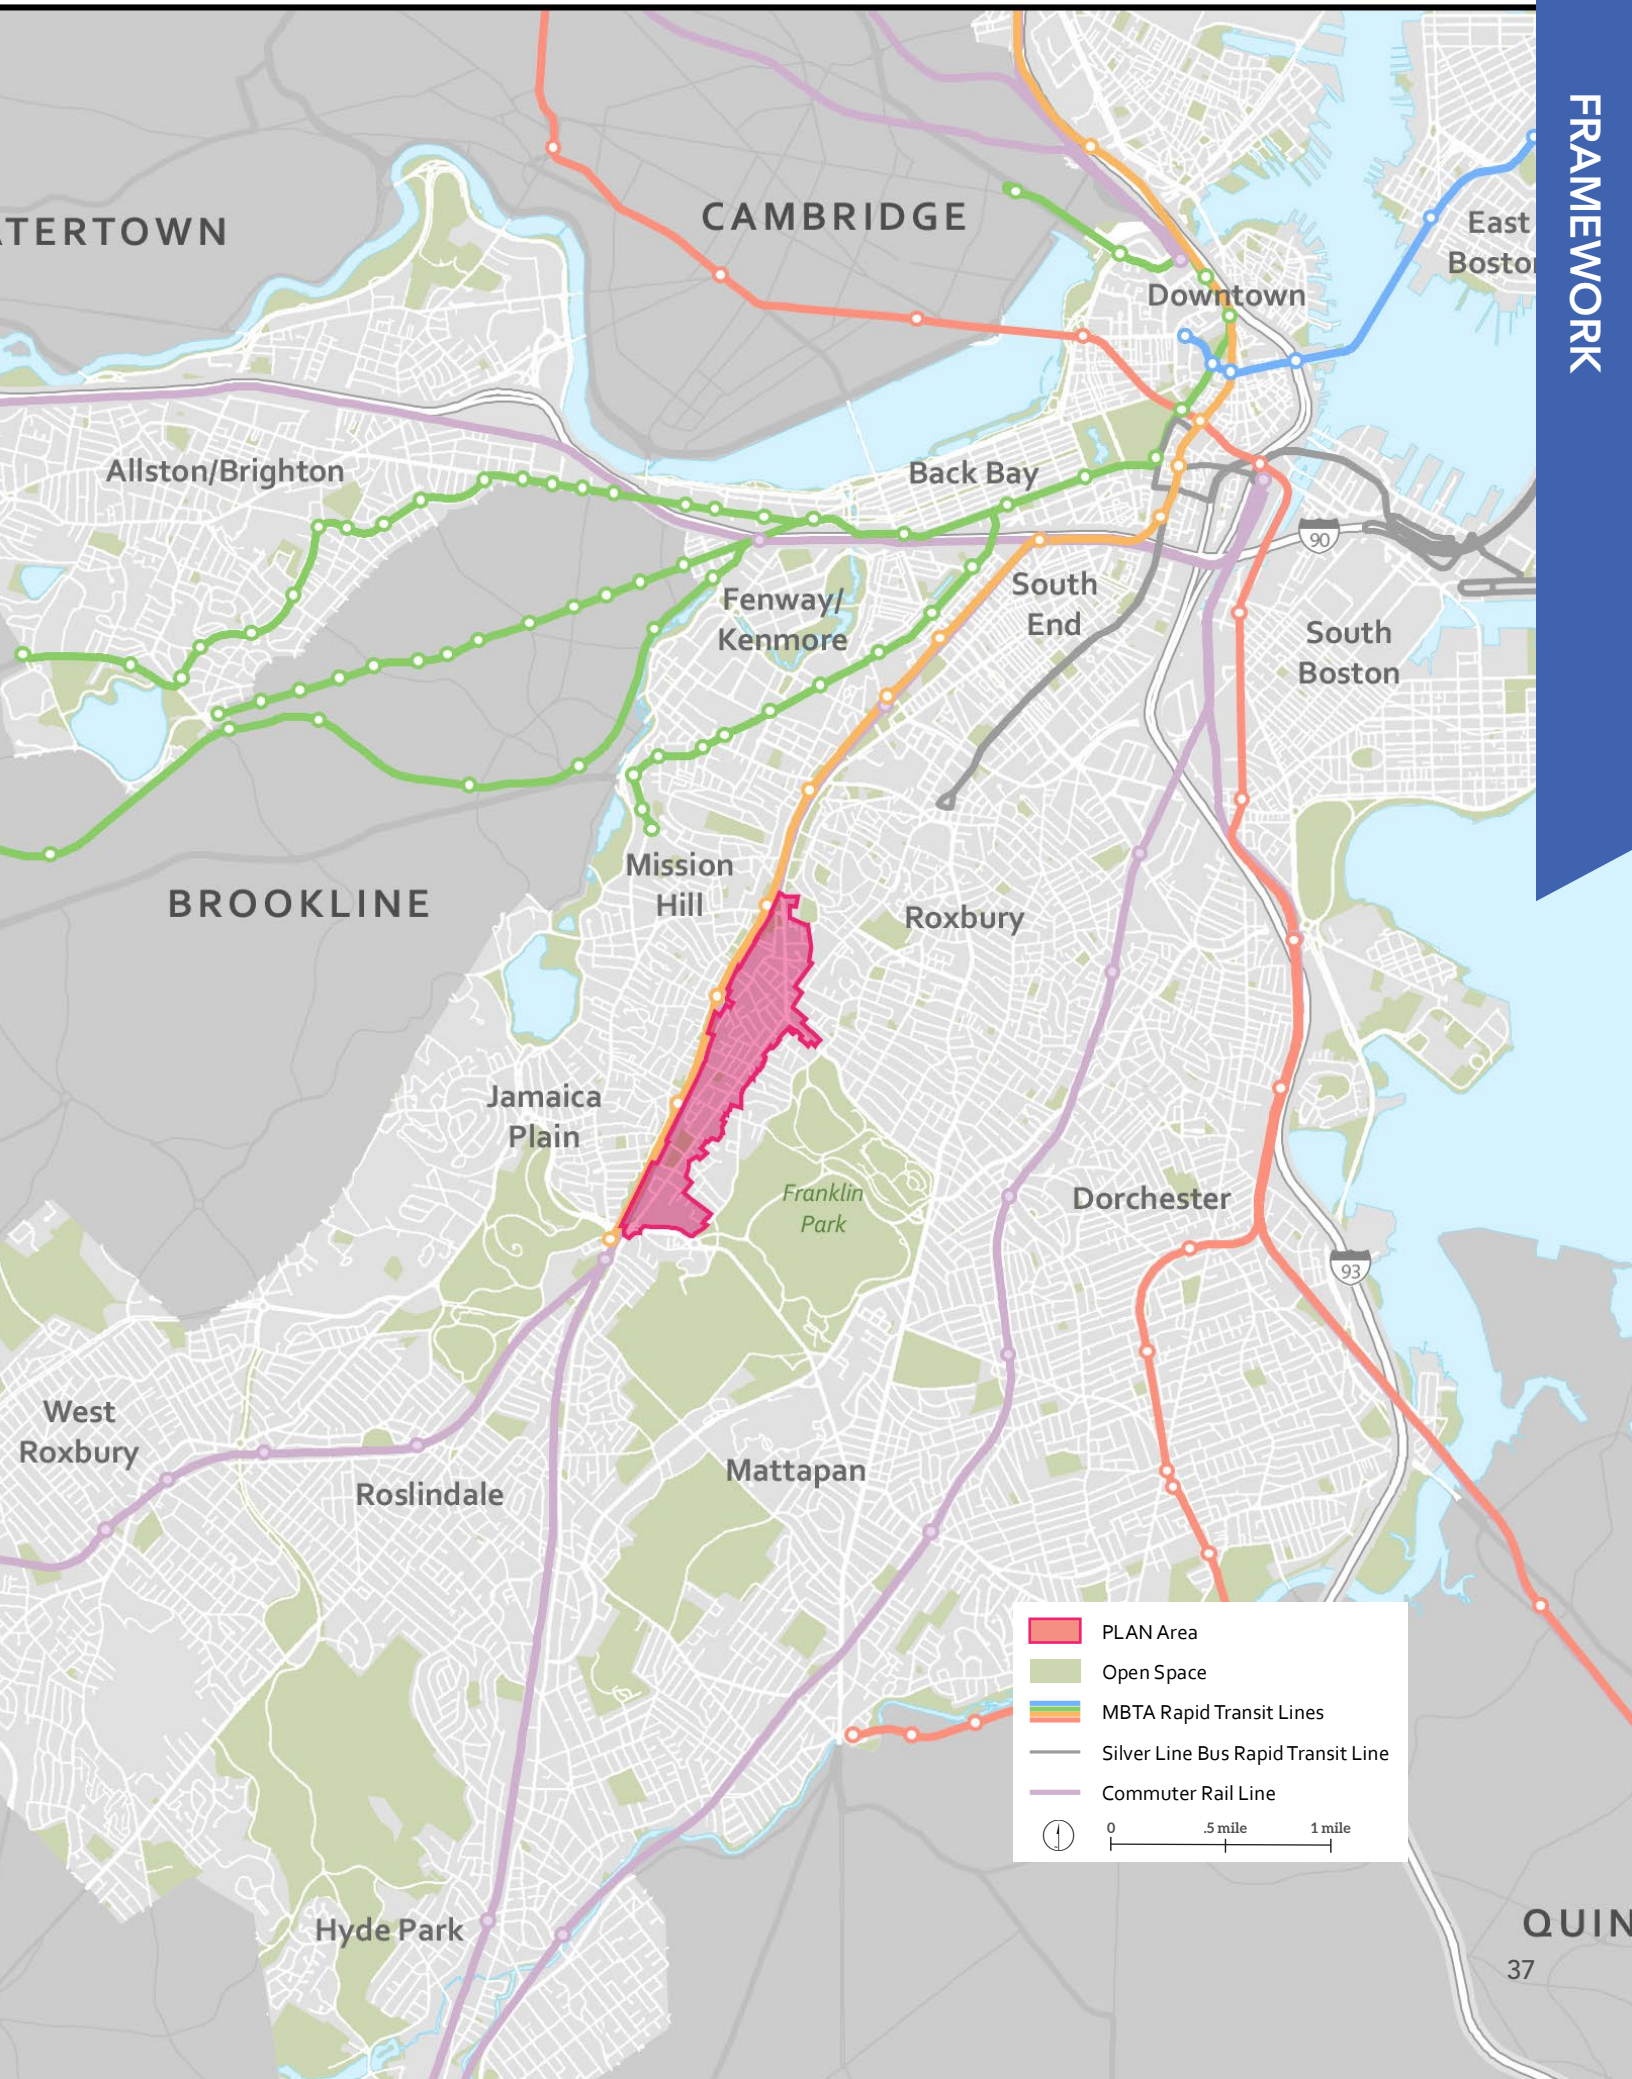 FRAMEWORK
TERTOWN
CAMBRIDGE
East
Bosto
Downtown
Allston/Brighton
Back Bay
90
South
End
Fenway/
Kenmore
South
Boston
Mission
Hill
BROOKLINE
Roxbury
Jamaica
Plain
Franklin
Park
Dorchester
93
West
Roxbury
Roslindale
Mattapan
PLAN Area
Open Space
MBTA Rapid Transit Lines
Silver Line Bus Rapid Transit Line
Commuter Rail Line
0 .5 mile 1 mile
Hyde Park
QUIN
37